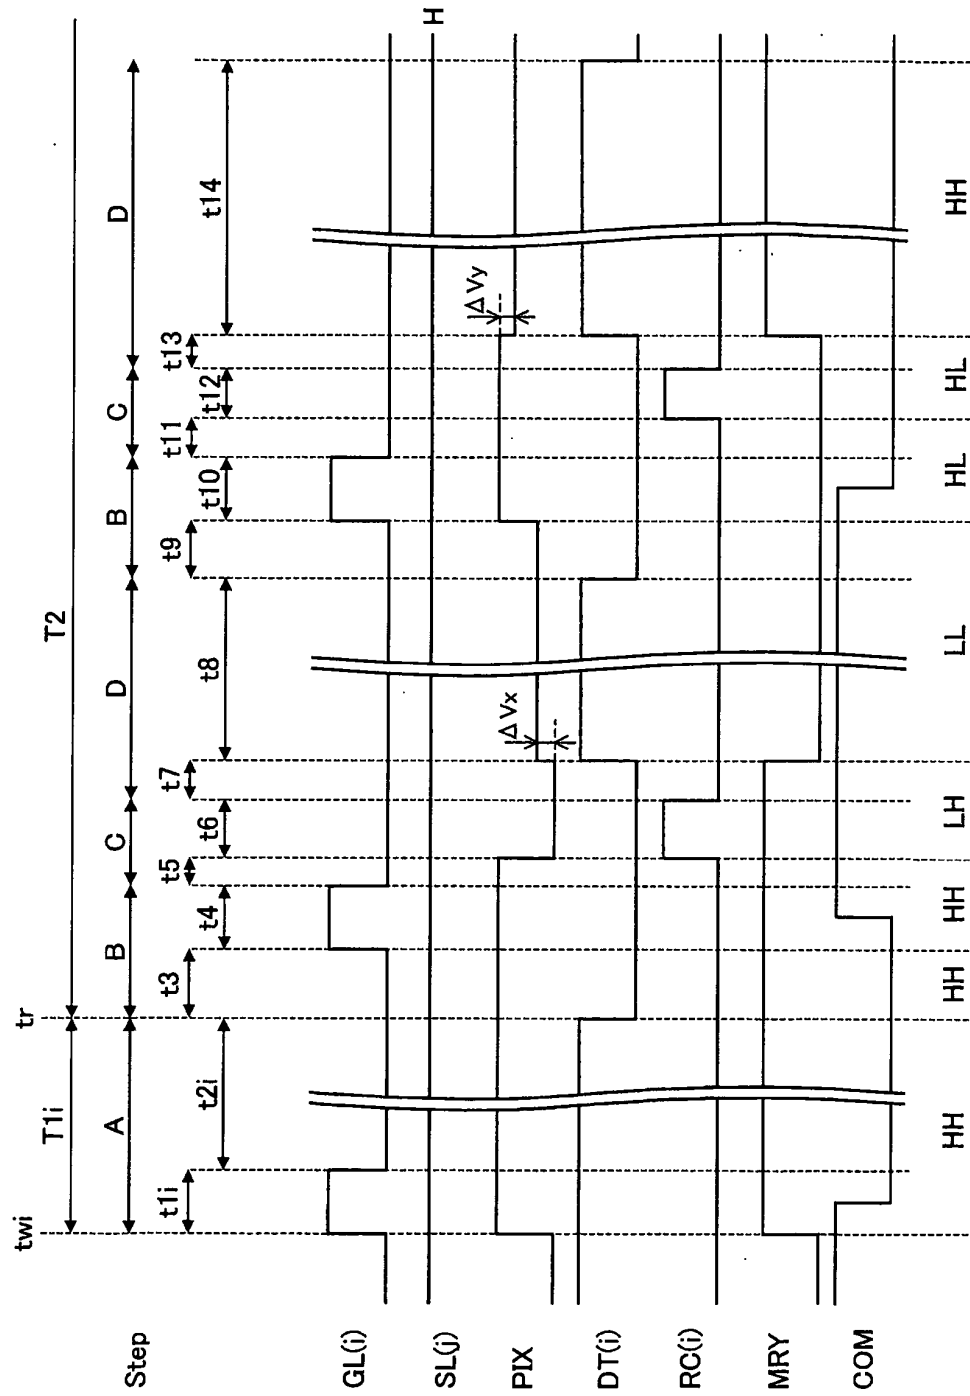 twi tr
T1i T2
Step A B C D B C D
t1i t3 t5 t7 t9 t11 t13
t2i t4 t6 t8 t10 t12 t14
GL(i)
SL(j) H
PIX ΔVx ΔVy
DT(i)
RC(i)
MRY
COM
HH HH HH LH LL HL HL HH